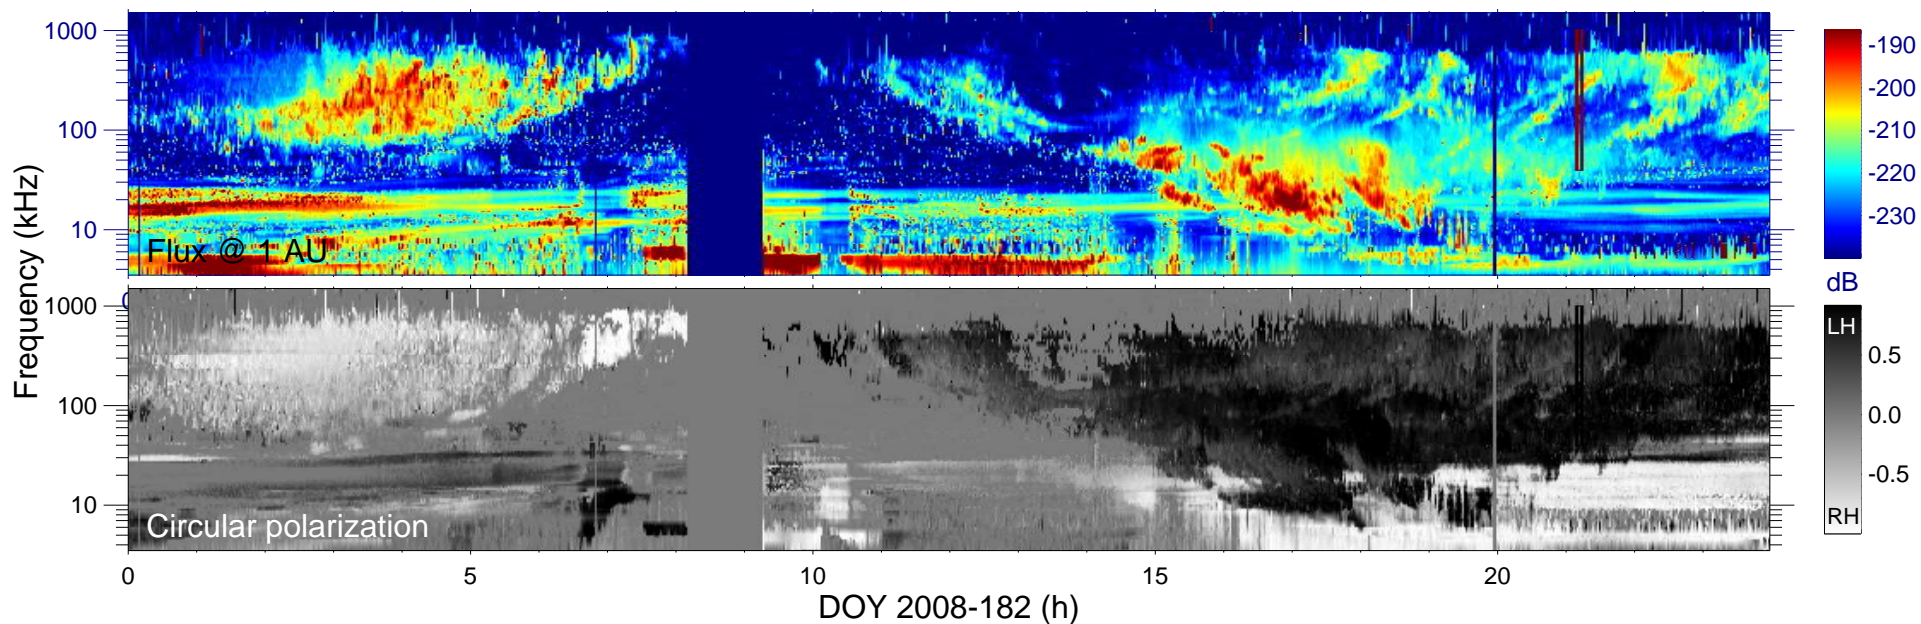 1000
100
10
Flux @ 1 AU
-190
-200
-210
-220
-230
dB
Frequency (kHz)
0
1000
100
10
Circular polarization
LH
0.5
0.0
-0.5
RH
0 5 10 15 20
DOY 2008-182 (h)